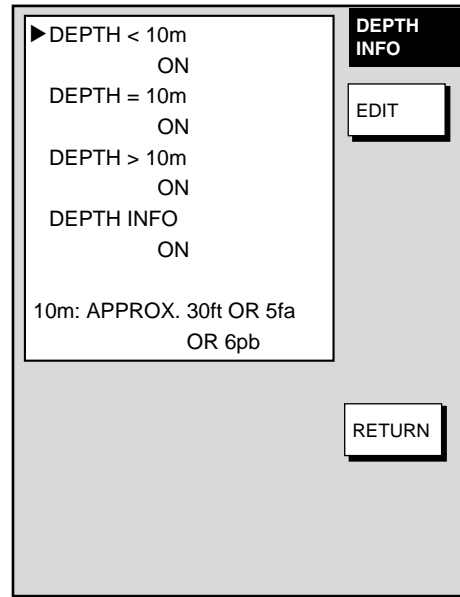 ▶DEPTH < 10m
ON
DEPTH = 10m
ON
DEPTH > 10m
ON
DEPTH INFO
ON
10m: APPROX. 30ft OR 5fa
OR 6pb
DEPTH
INFO
EDIT
RETURN